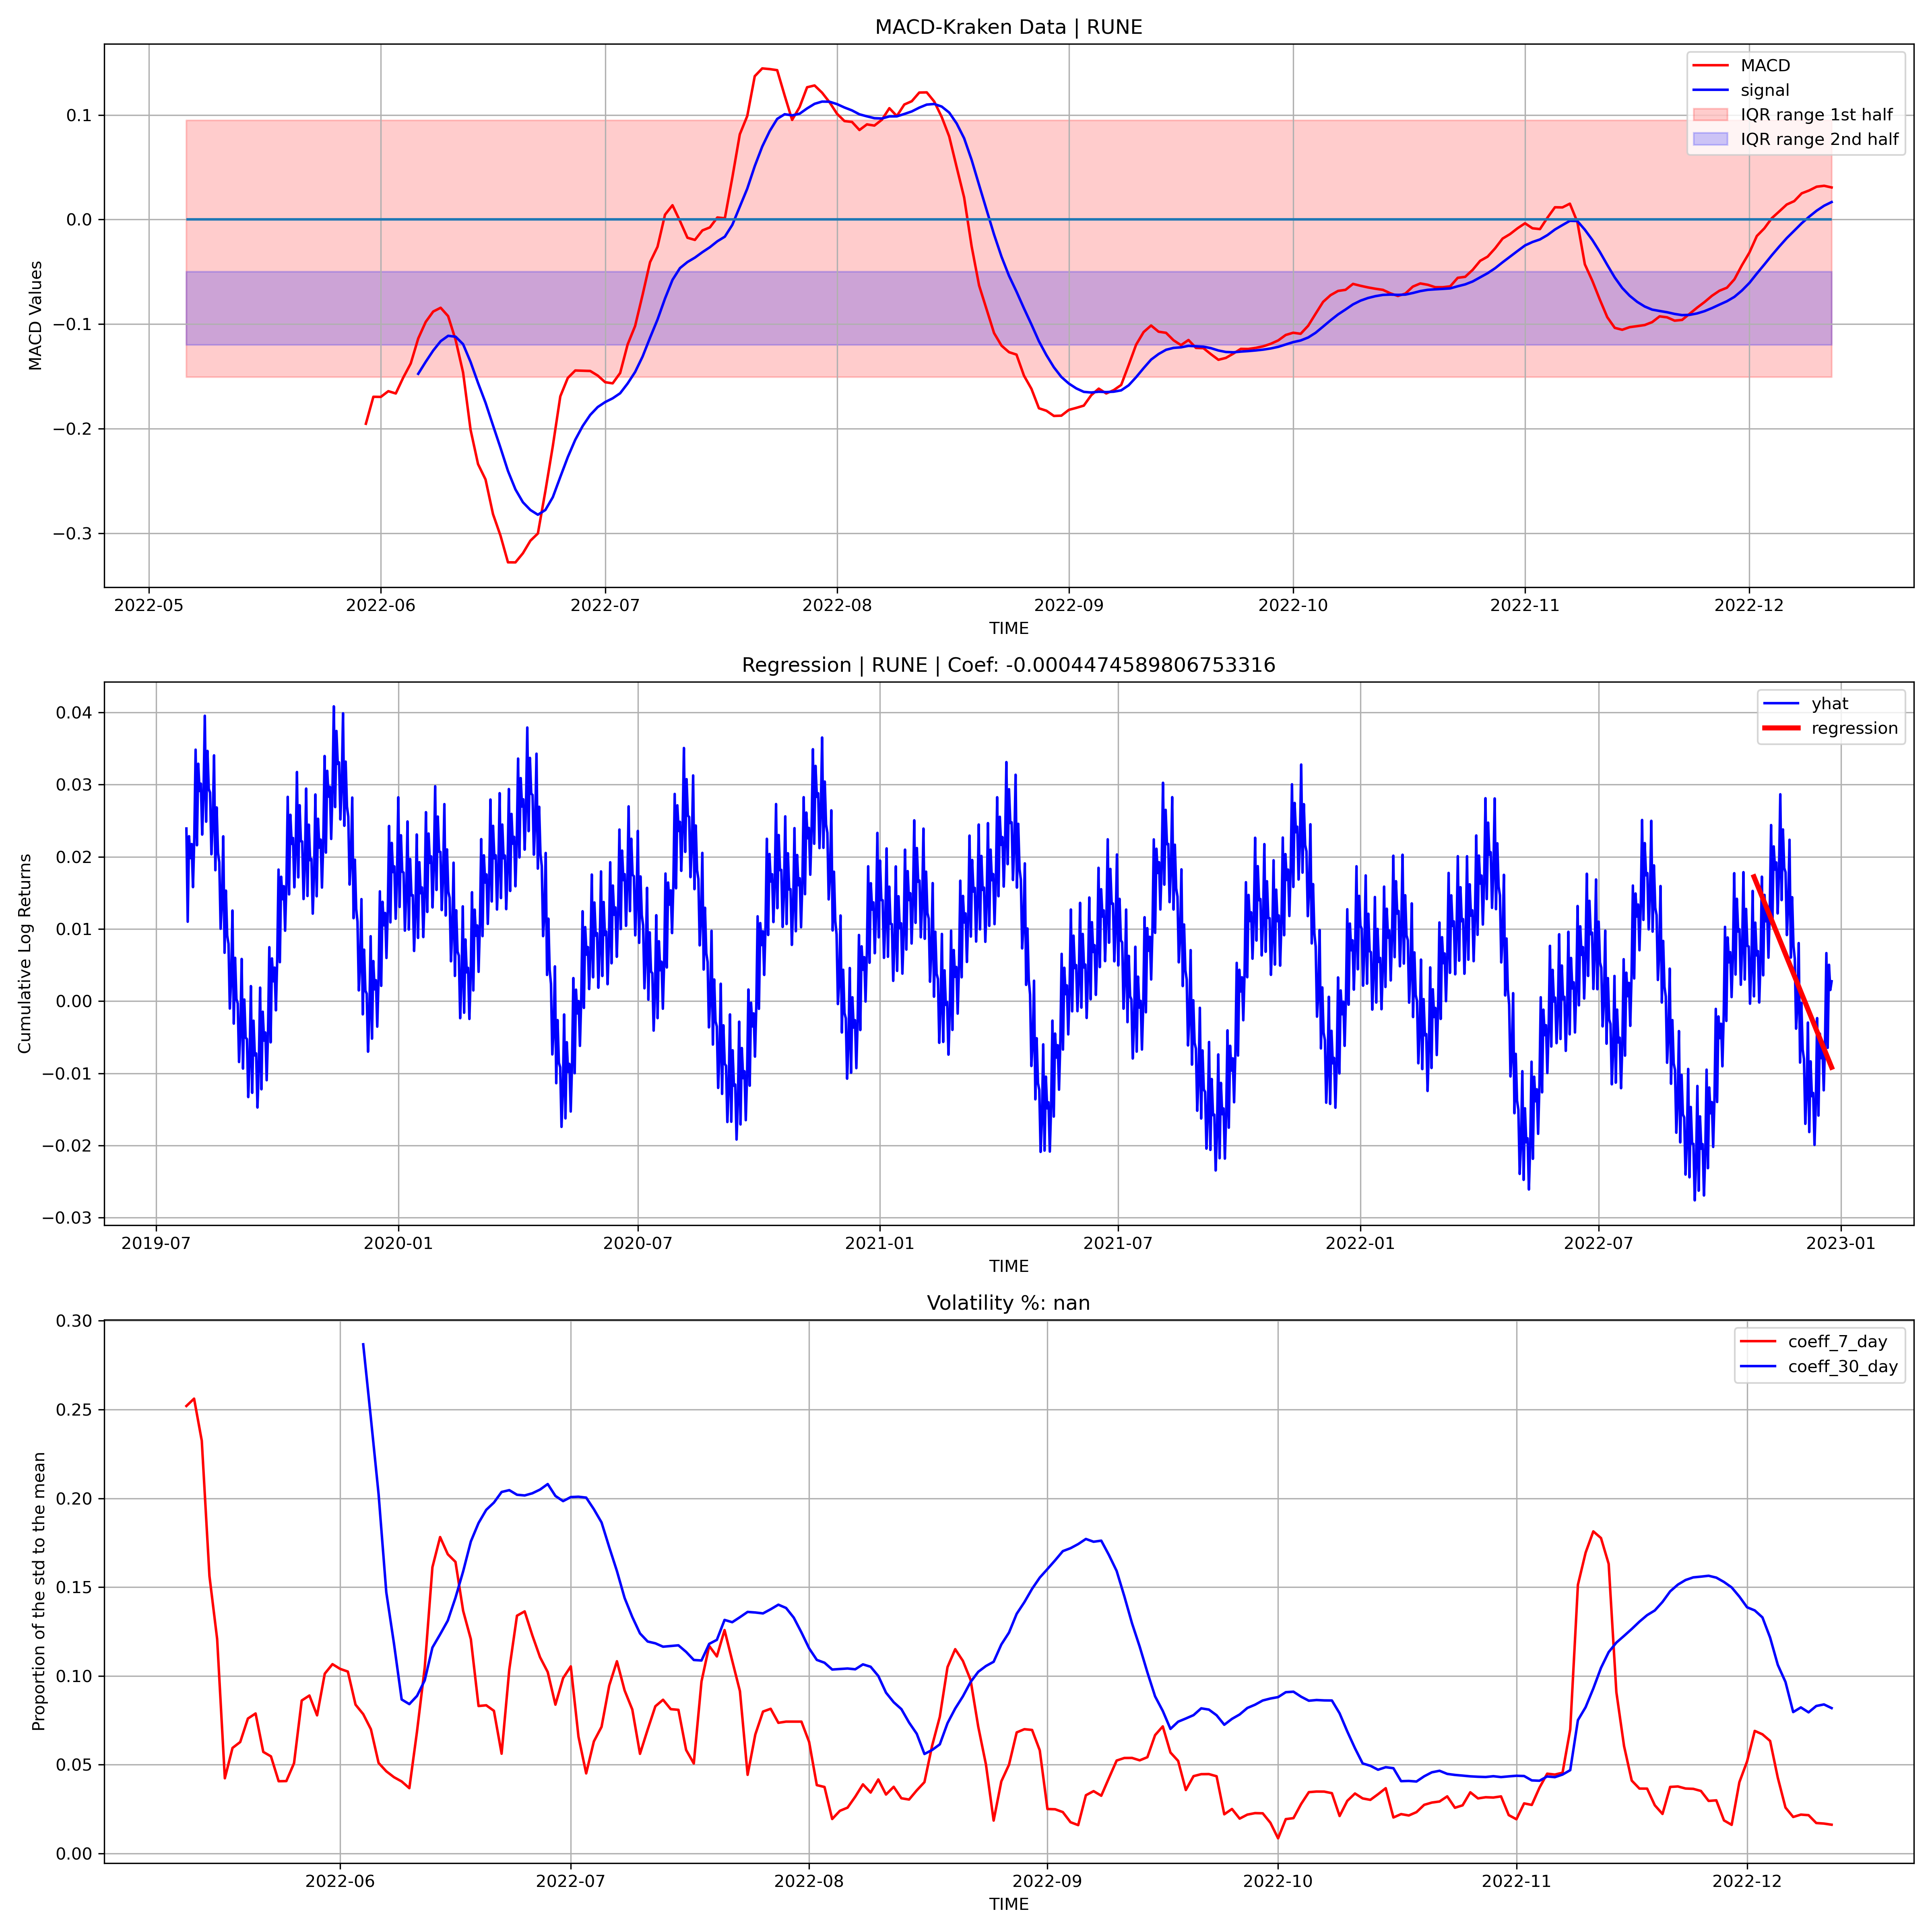 MACD-Kraken Data | RUNE
MACD
signal
IQR range 1st half
IQR range 2nd half
0.1
0.0
−0.1
−0.2
−0.3
MACD Values
2022-05 2022-06 2022-07 2022-08 2022-09 2022-10 2022-11 2022-12
TIME
Regression | RUNE | Coef: -0.0004474589806753316
yhat
regression
0.04
0.03
0.02
0.01
0.00
−0.01
−0.02
−0.03
Cumulative Log Returns
2019-07 2020-01 2020-07 2021-01 2021-07 2022-01 2022-07 2023-01
TIME
Volatility %: nan
coeff_7_day
coeff_30_day
0.30
0.25
0.20
0.15
0.10
0.05
0.00
Proportion of the std to the mean
2022-06 2022-07 2022-08 2022-09 2022-10 2022-11 2022-12
TIME